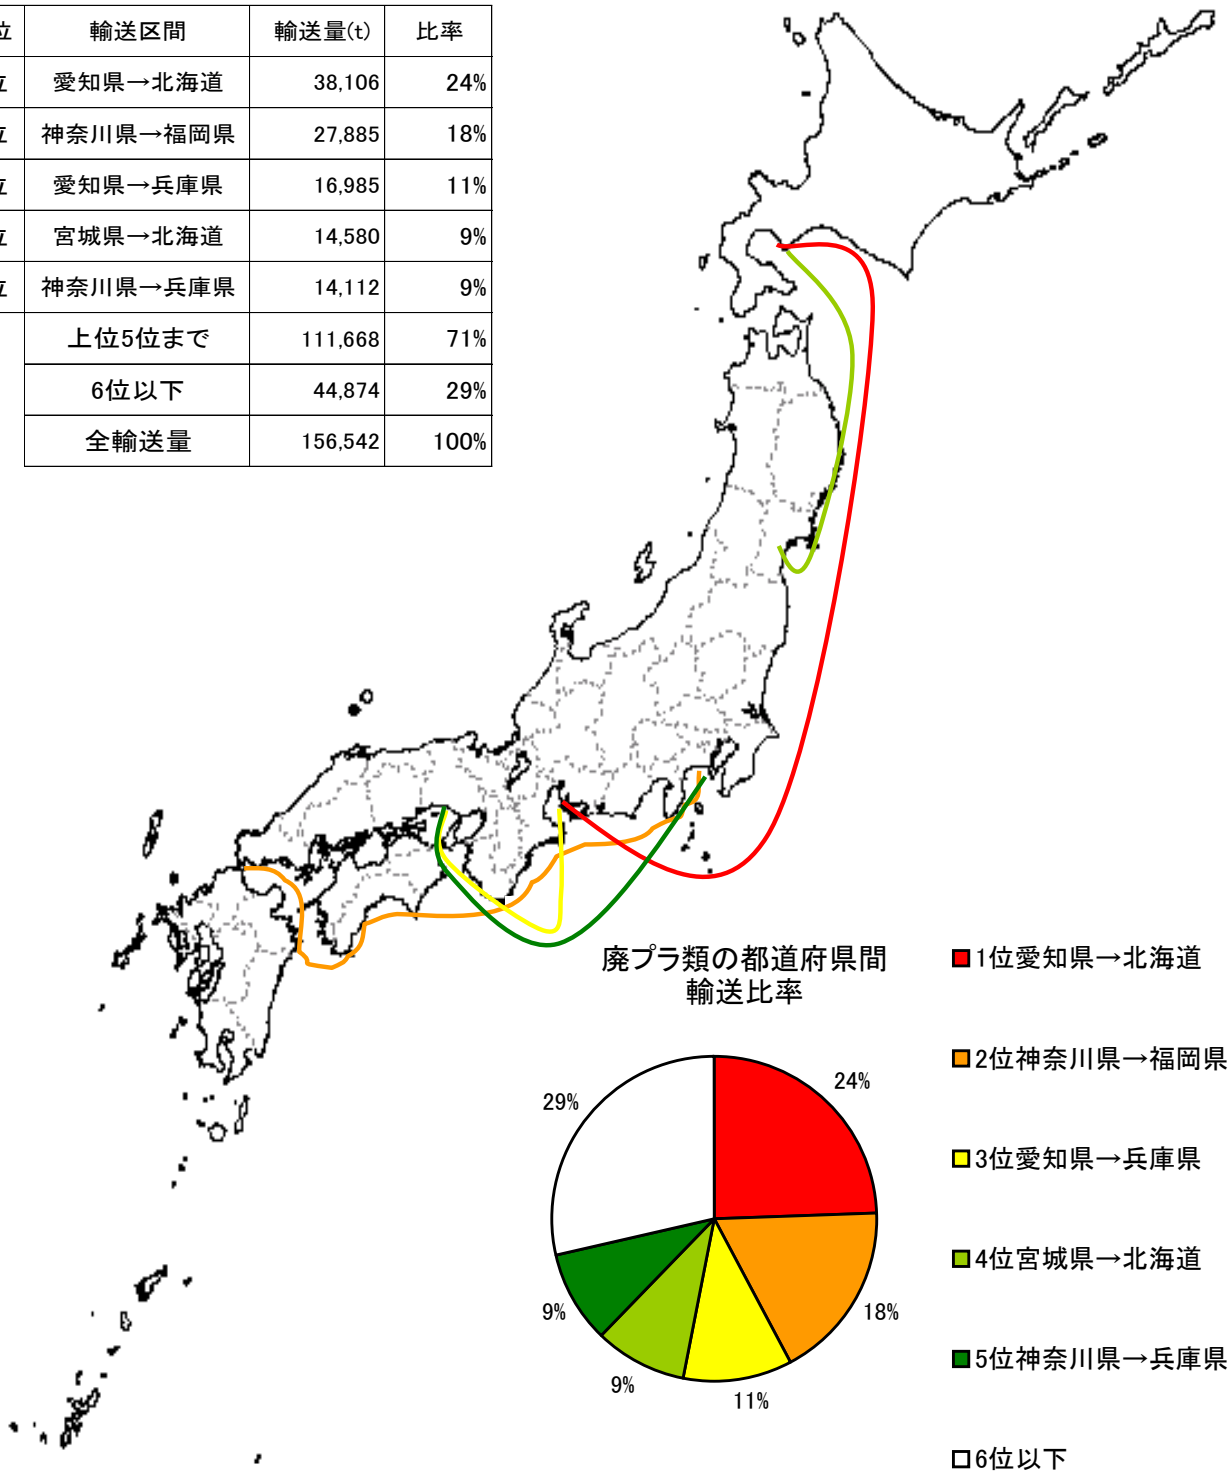 位 輸送区間 輸送量(t) 比率
位 愛知県→北海道 38,106 24%
位 神奈川県→福岡県 27,885 18%
位 愛知県→兵庫県 16,985 11%
位 宮城県→北海道 14,580 9%
位 神奈川県→兵庫県 14,112 9%
上位5位まで 111,668 71%
6位以下 44,874 29%
全輸送量 156,542 100%
廃プラ類の都道府県間
輸送比率
24%
18%
11%
9%
9%
29%
1位愛知県→北海道
2位神奈川県→福岡県
3位愛知県→兵庫県
4位宮城県→北海道
5位神奈川県→兵庫県
6位以下